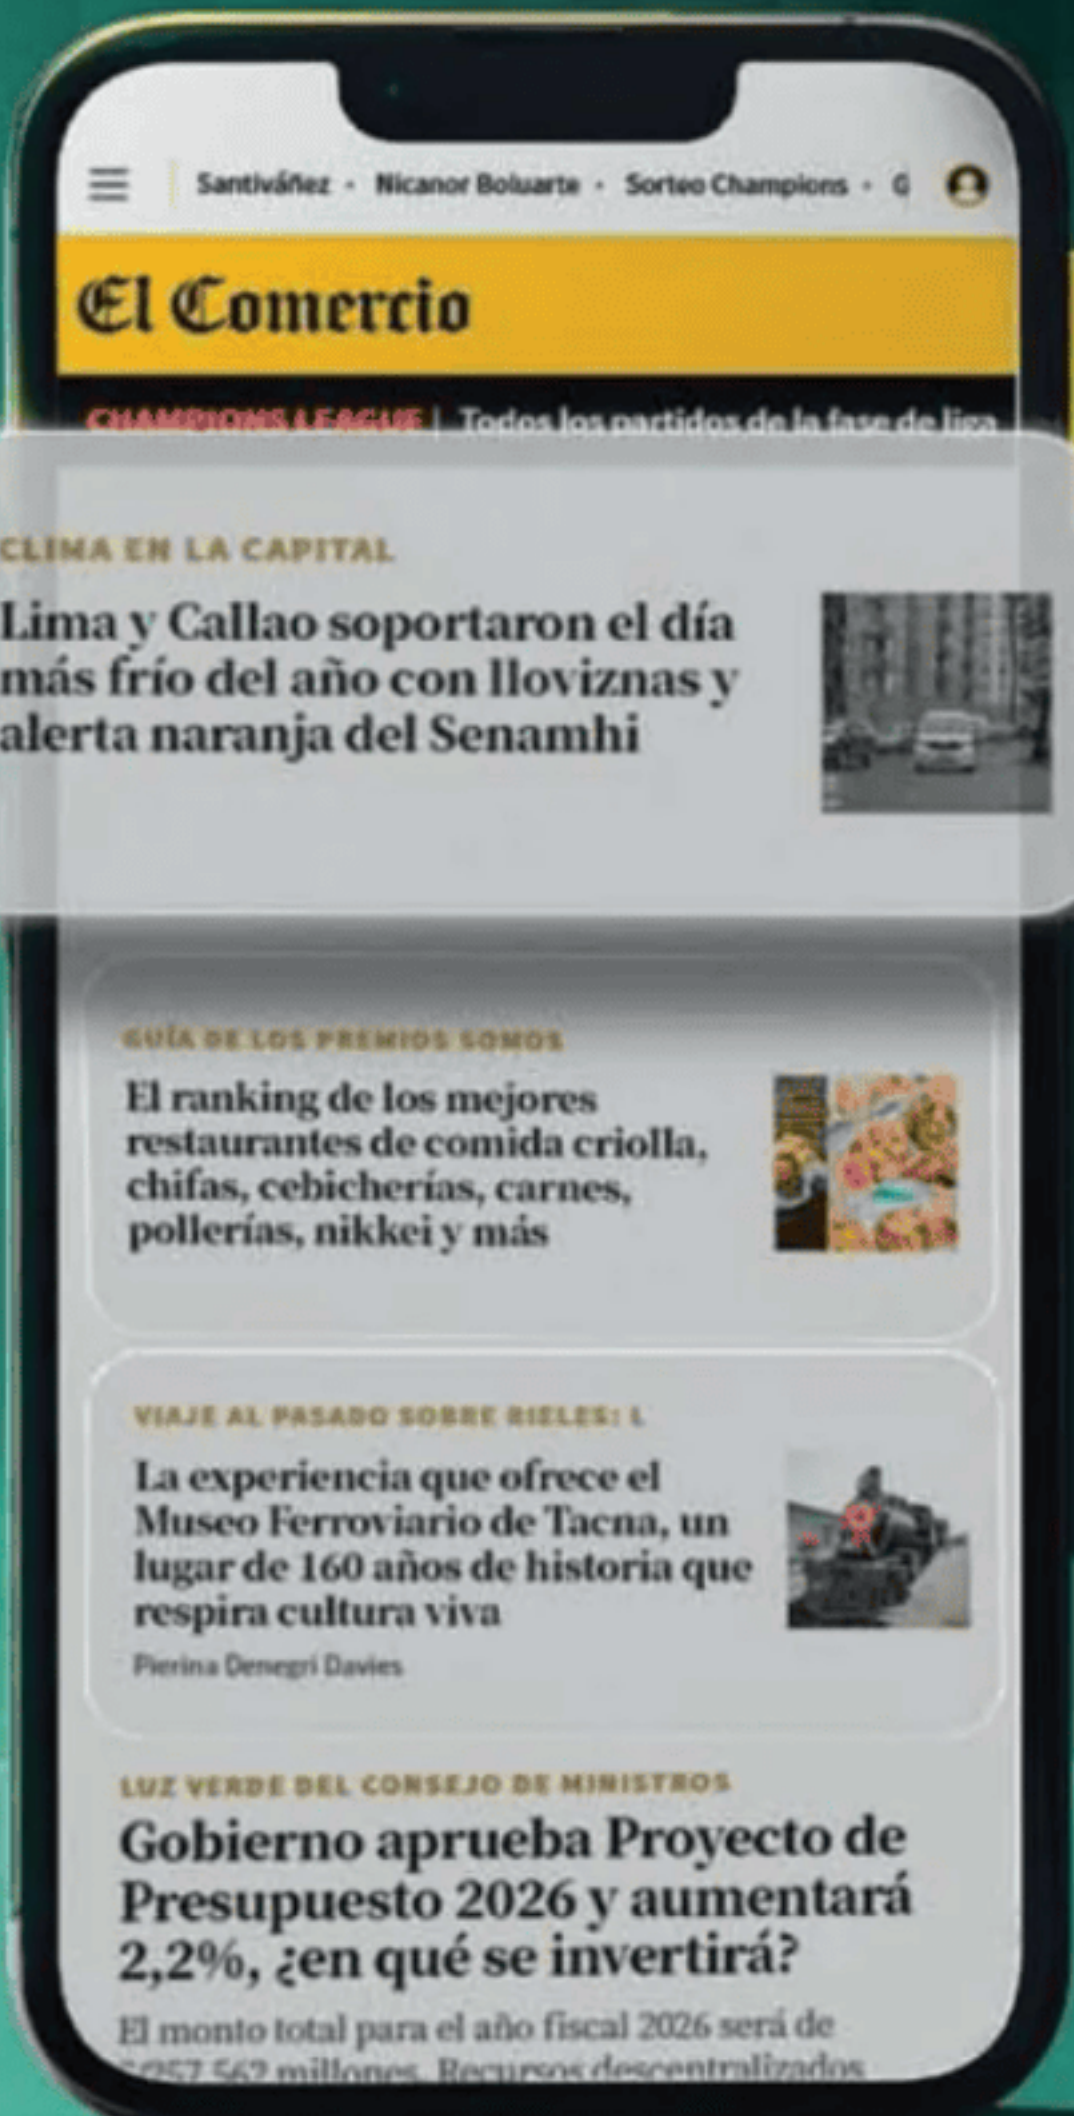 Santiváñez • Nicanor Boluarte • Sorteo Champions • G
El Comercio
CHAMPIONS LEAGUE | Todos los partidos de la fase de liga
CLIMA EN LA CAPITAL
Lima y Callao soportaron el día
más frío del año con lloviznas y
alerta naranja del Senamhi
GUÍA DE LOS PREMIOS SOMOS
El ranking de los mejores
restaurantes de comida criolla,
chifas, cebicherías, carnes,
pollerías, nikkei y más
VIAJE AL PASADO SOBRE RIELES: L
La experiencia que ofrece el
Museo Ferroviario de Tacna, un
lugar de 160 años de historia que
respira cultura viva
Pierina Denegri Davies
LUZ VERDE DEL CONSEJO DE MINISTROS
Gobierno aprueba Proyecto de
Presupuesto 2026 y aumentará
2,2%, ¿en qué se invertirá?
El monto total para el año fiscal 2026 será de
S/257.562 millones. Recursos descentralizados